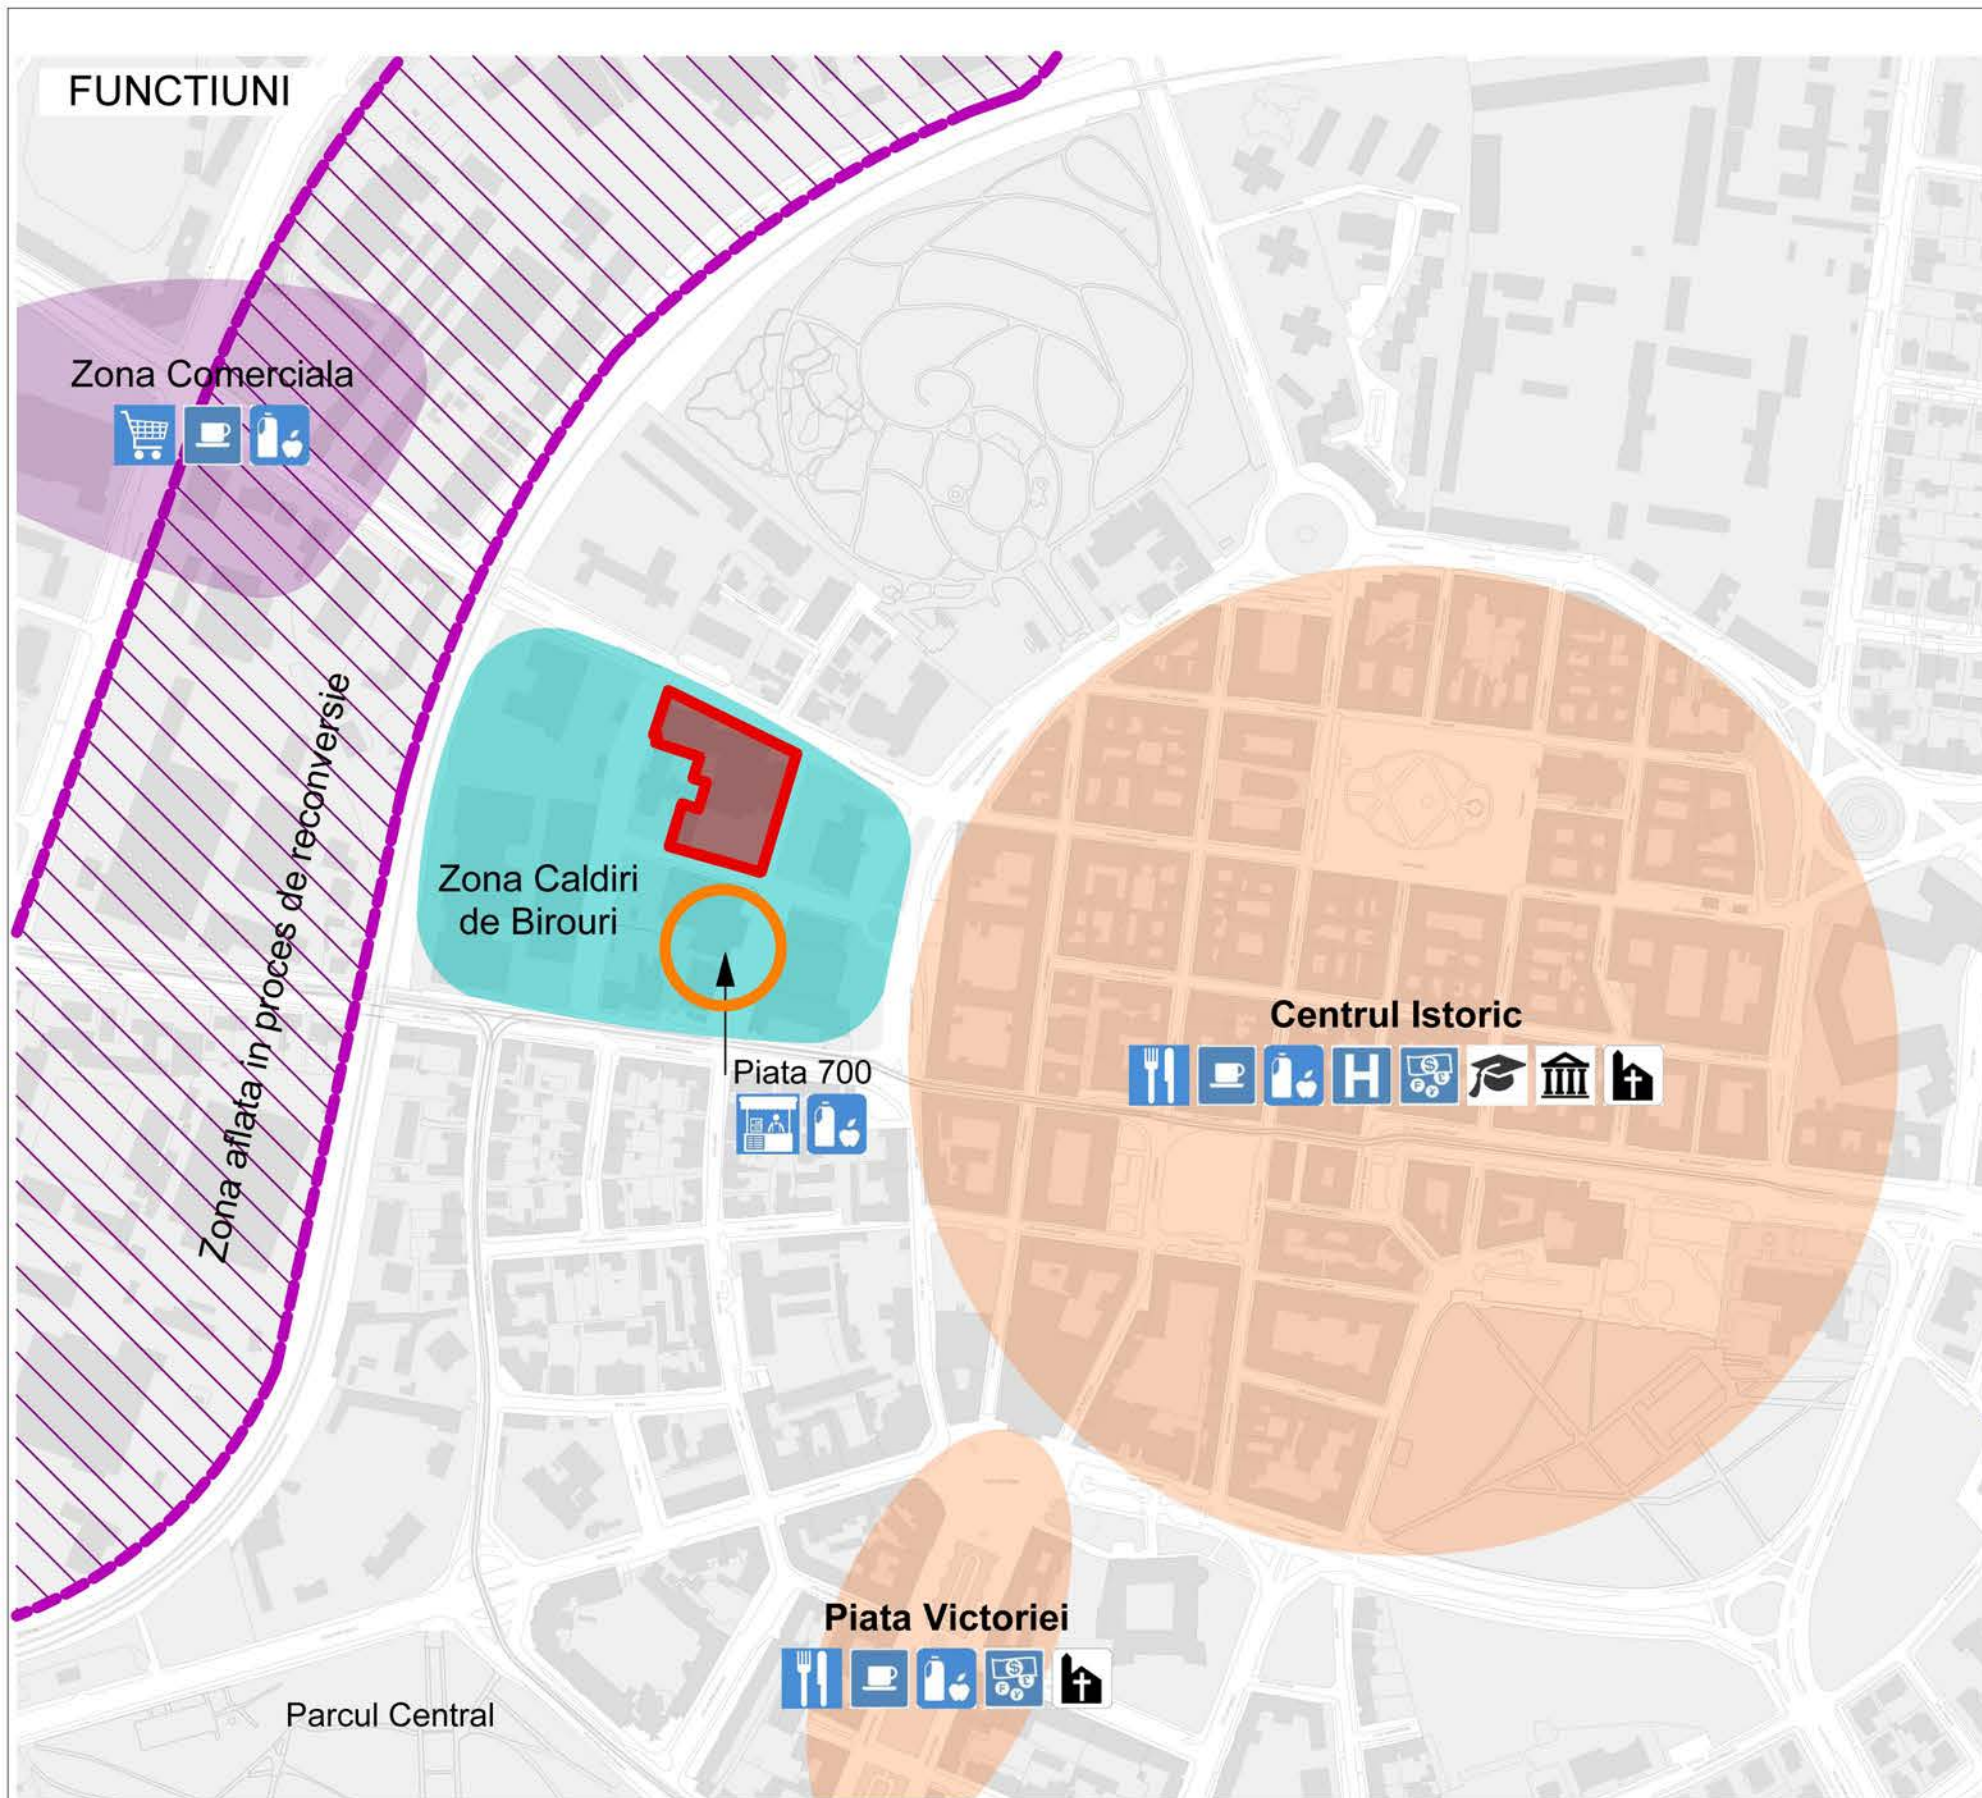 FUNCTIUNI
Zona Comerciala
Zona aflata in proces de reconversie
Zona Caldiri
de Birouri
Piata 700
Centrul Istoric
H
Piata Victoriei
Parcul Central